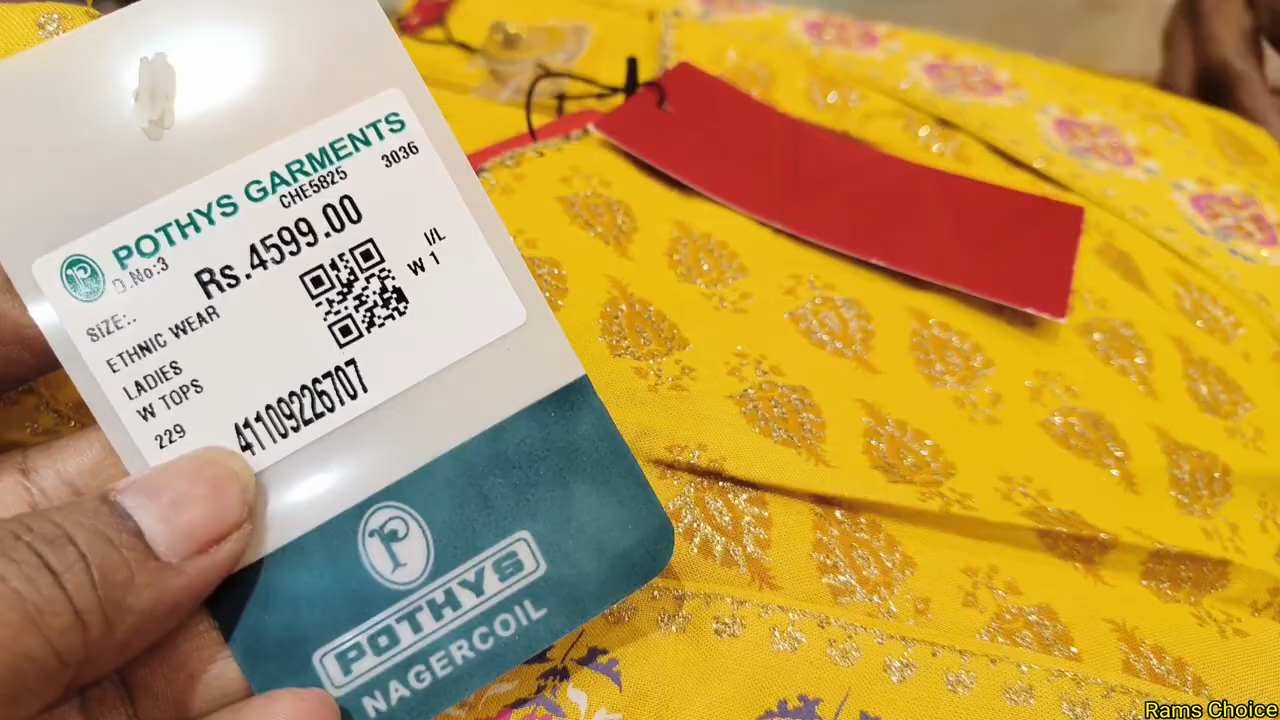 POTHYS GARMENTS
D.No:3 CHE5825 3036
Rs.4599.00
SIZE:.
I/L
ETHNIC WEAR
W 1
LADIES
W TOPS
229
411092266707
POTHYS
NAGERCOIL
Rams Choice